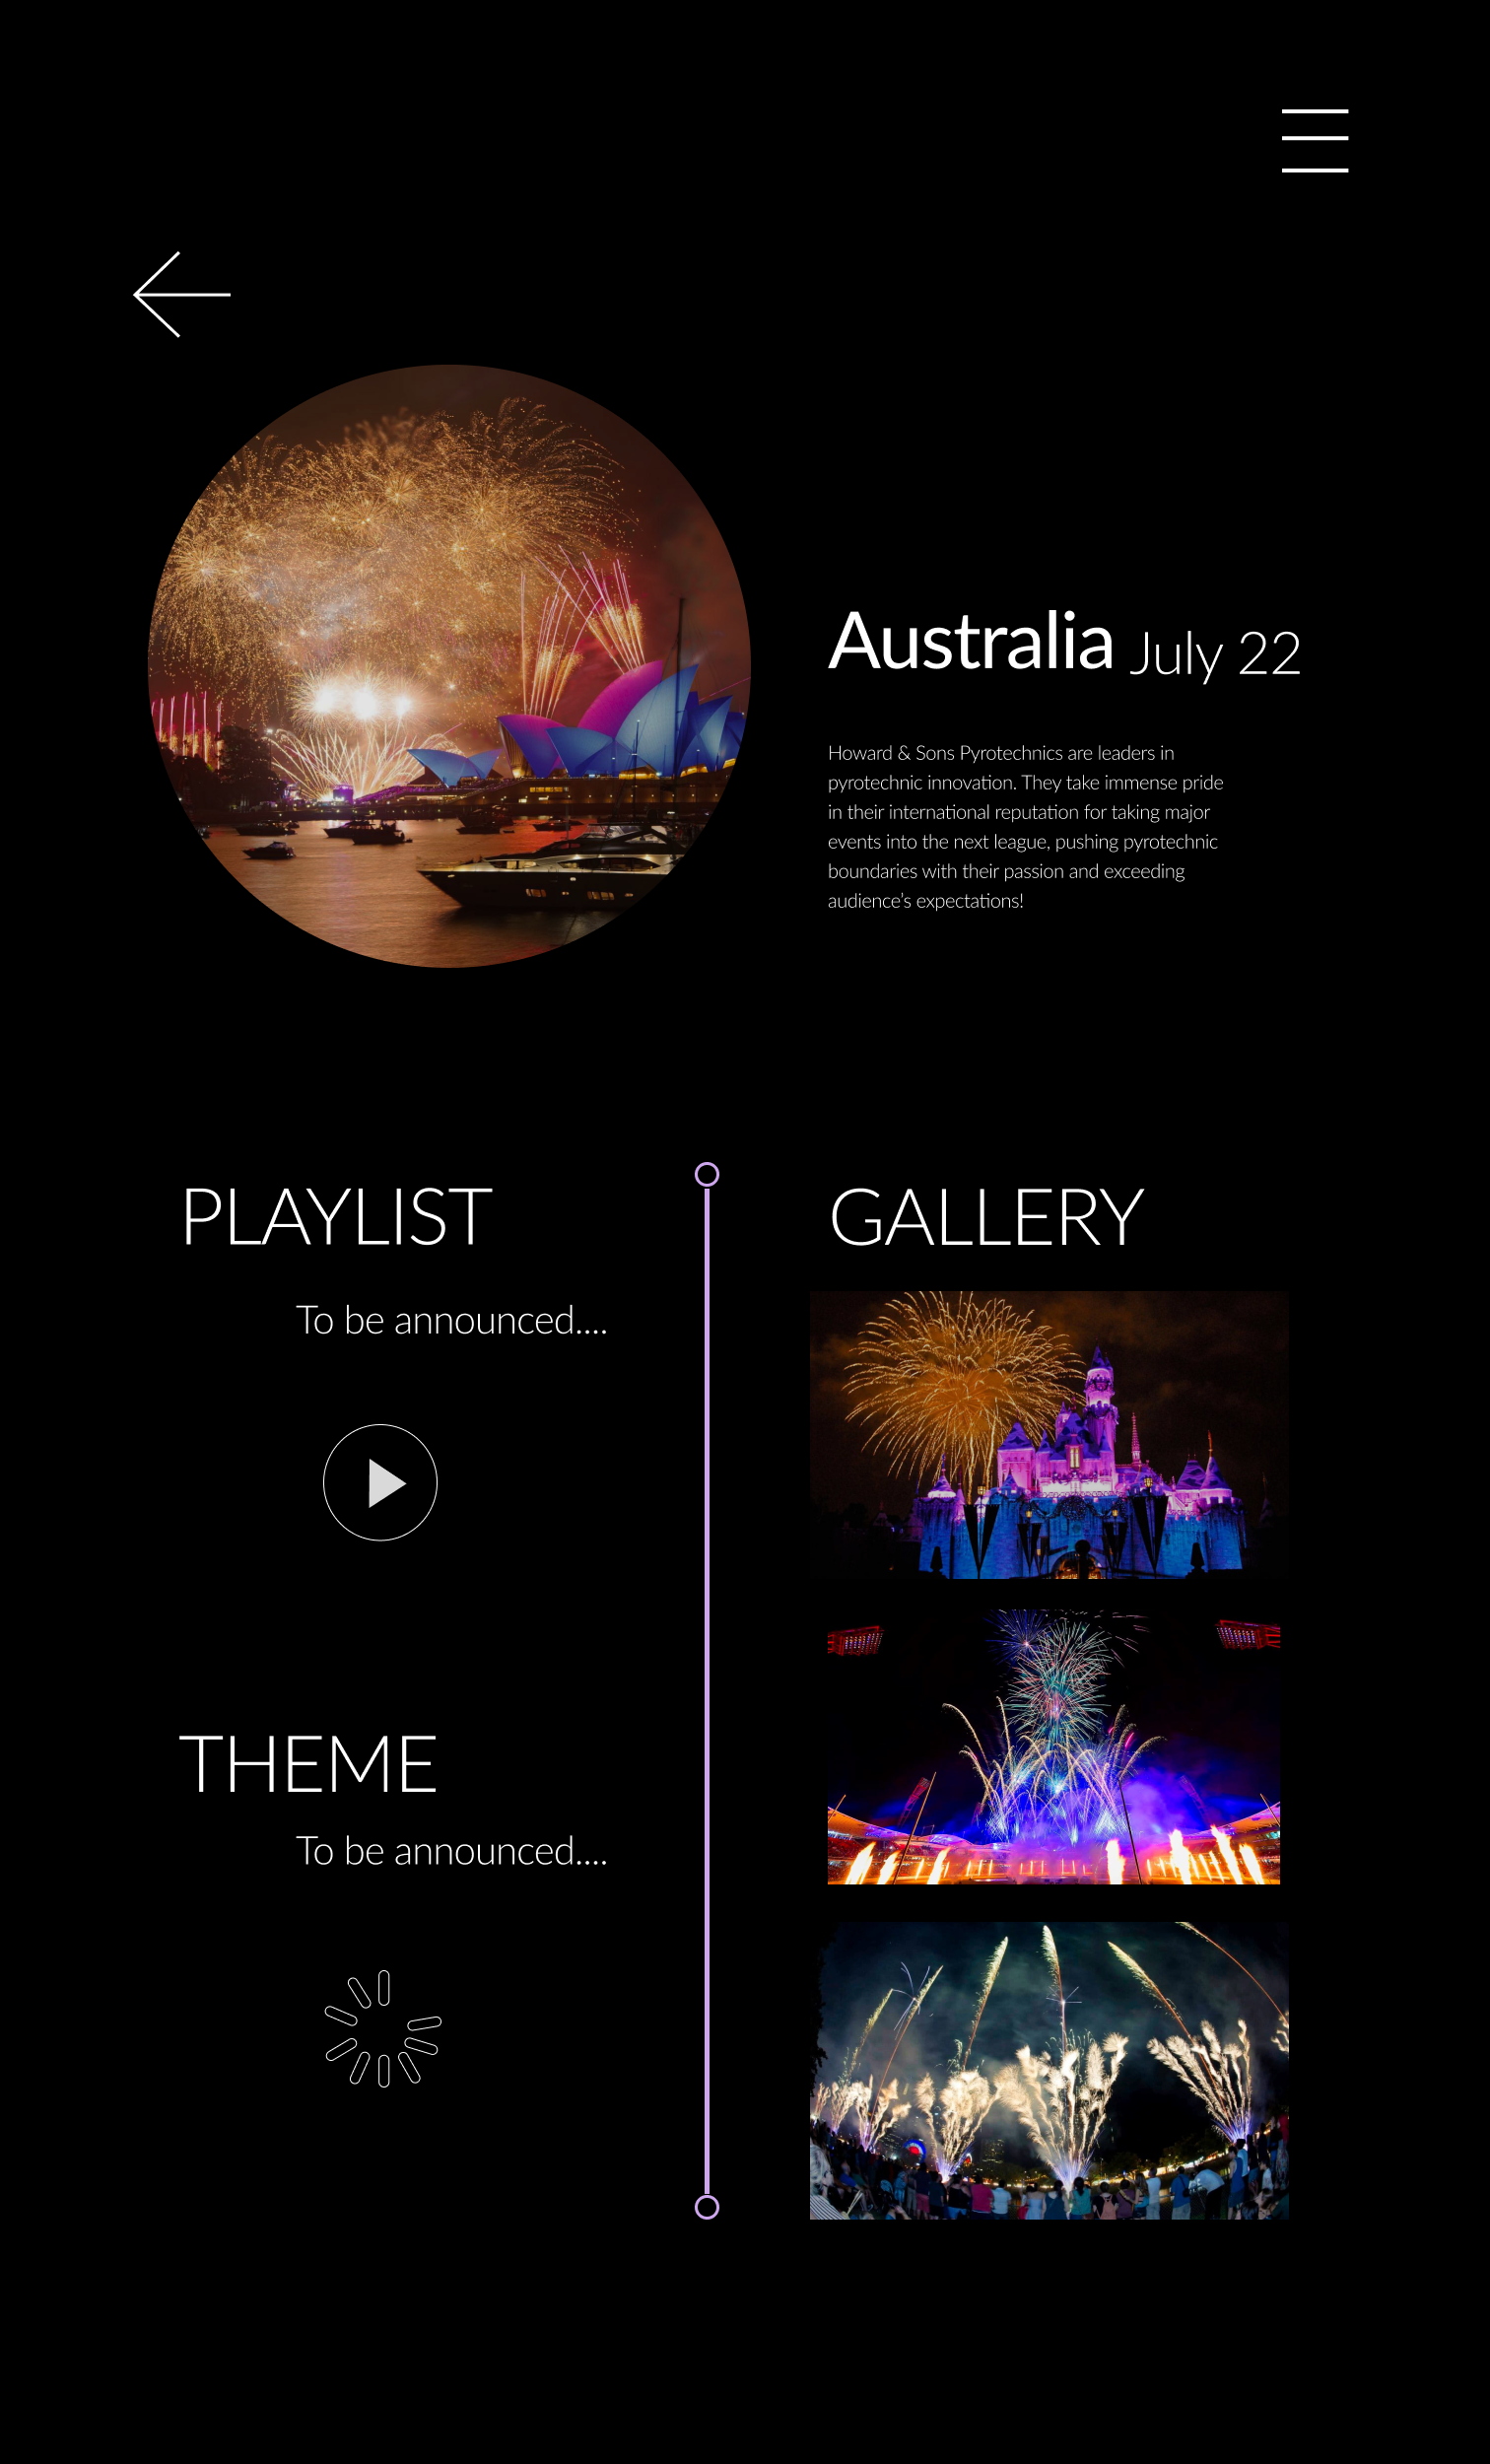 Australia July 22
Howard & Sons Pyrotechnics are leaders in
pyrotechnic innovation. They take immense pride
in their international reputation for taking major
events into the next league, pushing pyrotechnic
boundaries with their passion and exceeding
audience’s expectations!
PLAYLIST
To be announced....
THEME
To be announced....
GALLERY